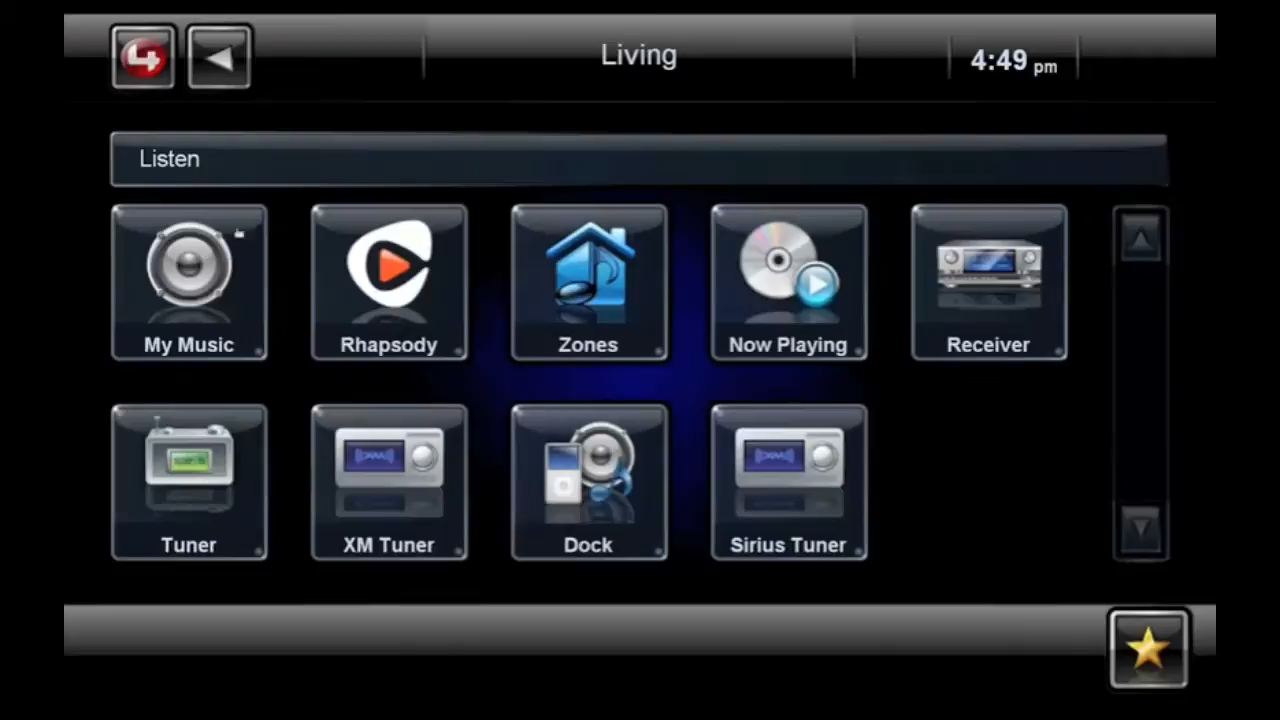 Living
4:49 pm
Listen
My Music
Rhapsody
Zones
Now Playing
Receiver
Tuner
XM Tuner
Dock
Sirius Tuner